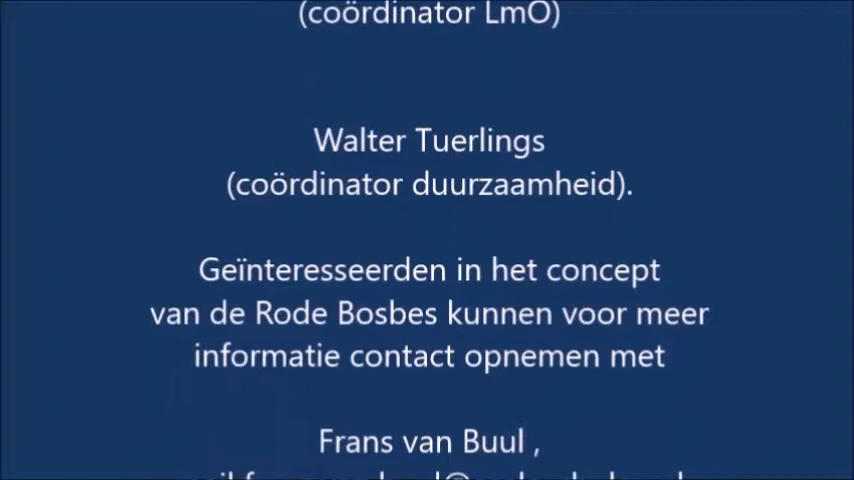 (coördinator LmO)
Walter Tuerlings
(coördinator duurzaamheid).
Geïnteresseerden in het concept
van de Rode Bosbes kunnen voor meer
informatie contact opnemen met
Frans van Buul ,